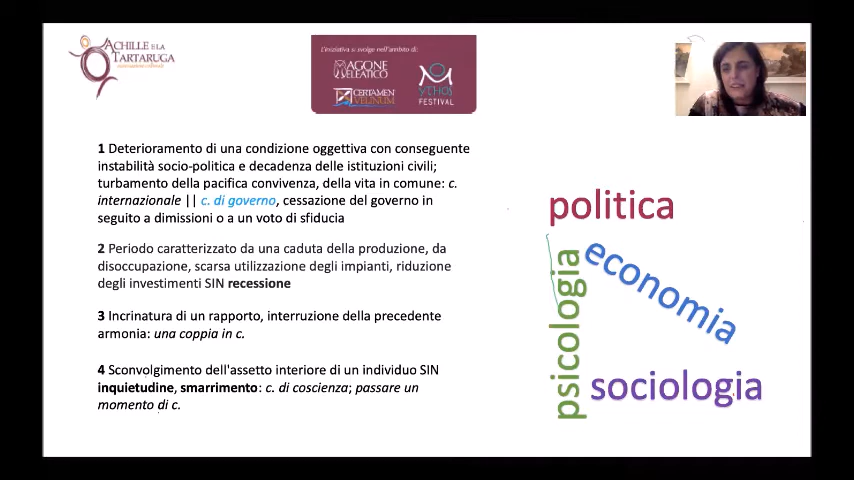 ACHILLE E LA
TARTARUGA
L'iniziativa si svolge nell'ambito di:
AGONE
ELEATICO
MYTHOS
FESTIVAL
CERTAMEN
VELINUM
1 Deterioramento di una condizione oggettiva con conseguente
instabilità socio-politica e decadenza delle istituzioni civili;
turbamento della pacifica convivenza, della vita in comune: c.
internazionale || c. di governo, cessazione del governo in
seguito a dimissioni o a un voto di sfiducia
2 Periodo caratterizzato da una caduta della produzione, da
disoccupazione, scarsa utilizzazione degli impianti, riduzione
degli investimenti SIN recessione
3 Incrinatura di un rapporto, interruzione della precedente
armonia: una coppia in c.
4 Sconvolgimento dell'assetto interiore di un individuo SIN
inquietudine, smarrimento: c. di coscienza; passare un
momento di c.
politica
economia
psicologia
sociologia